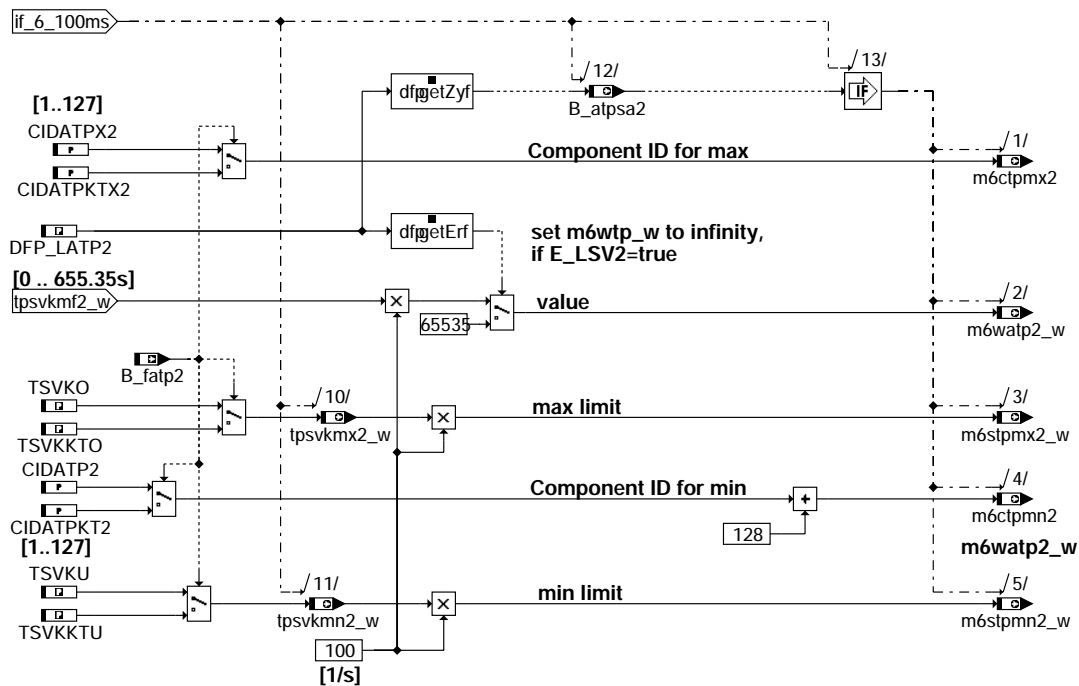 if_6_100ms
/13/
/12/
dfpgetZyf
IF
[1..127]
B_atpsa2
CIDATPX2
/1/
Component ID for max
CIDATPKTX2
m6ctpmx2
dfpgetErf
set m6wtp_w to infinity,
DFP_LATP2
if E_LSV2=true
[0 .. 655.35s]
/2/
tpsvkmf2_w
value
65535
m6watp2_w
B_fatp2
TSVKO
/10/
/3/
max limit
TSVKKTO
tpsvkmx2_w
m6stpmx2_w
CIDATP2
/4/
Component ID for min
CIDATPKT2
m6ctpmn2
128
[1..127]
m6watp2_w
TSVKU
/11/
/5/
min limit
TSVKKTU
tpsvkmn2_w
m6stpmn2_w
100
[1/s]